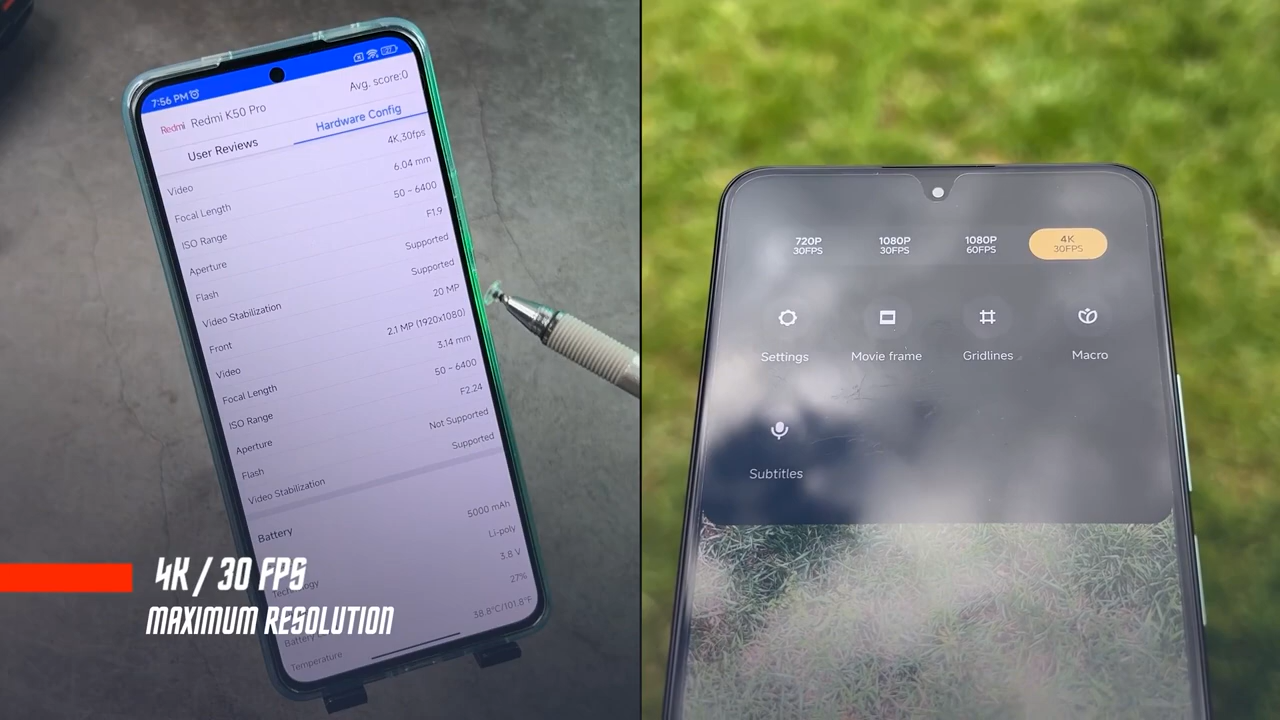 7:56 PM
27
Redmi Redmi K50 Pro
Avg. score:0
User Reviews
Hardware Config
Video 4K,30fps
Focal Length 6.04 mm
ISO Range 50 - 6400
Aperture F1.9
Flash Supported
Video Stabilization Supported
Front 20 MP
Video 2.1 MP (1920x1080)
Focal Length 3.14 mm
ISO Range 50 - 6400
Aperture F2.24
Flash Not Supported
Video Stabilization Supported
Battery
5000 mAh
Li-poly
3.8 V
27%
Temperature 38.8°C/101.8°F
4K / 30 FPS
MAXIMUM RESOLUTION
720P
30FPS
1080P
30FPS
1080P
60FPS
4K
30FPS
Settings
Movie frame
Gridlines
Macro
Subtitles